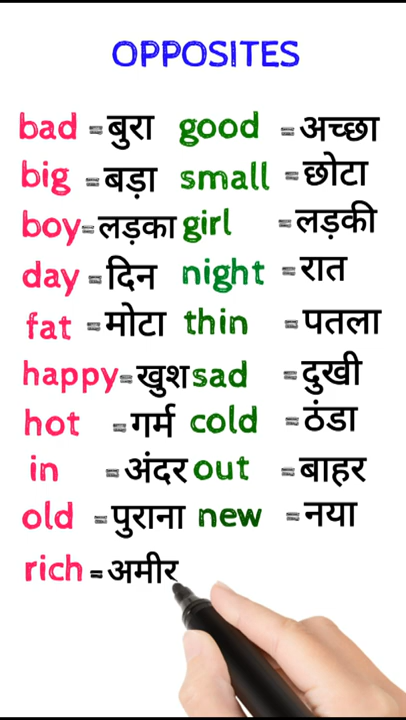 OPPOSITES
bad =बुरा good =अच्छा
big =बड़ा small =छोटा
boy=लड़का girl =लड़की
day =दिन night =रात
fat =मोटा thin =पतला
happy=खुश sad =दुखी
hot =गर्म cold =ठंडा
in =अंदर out =बाहर
old =पुराना new =नया
rich =अमीर